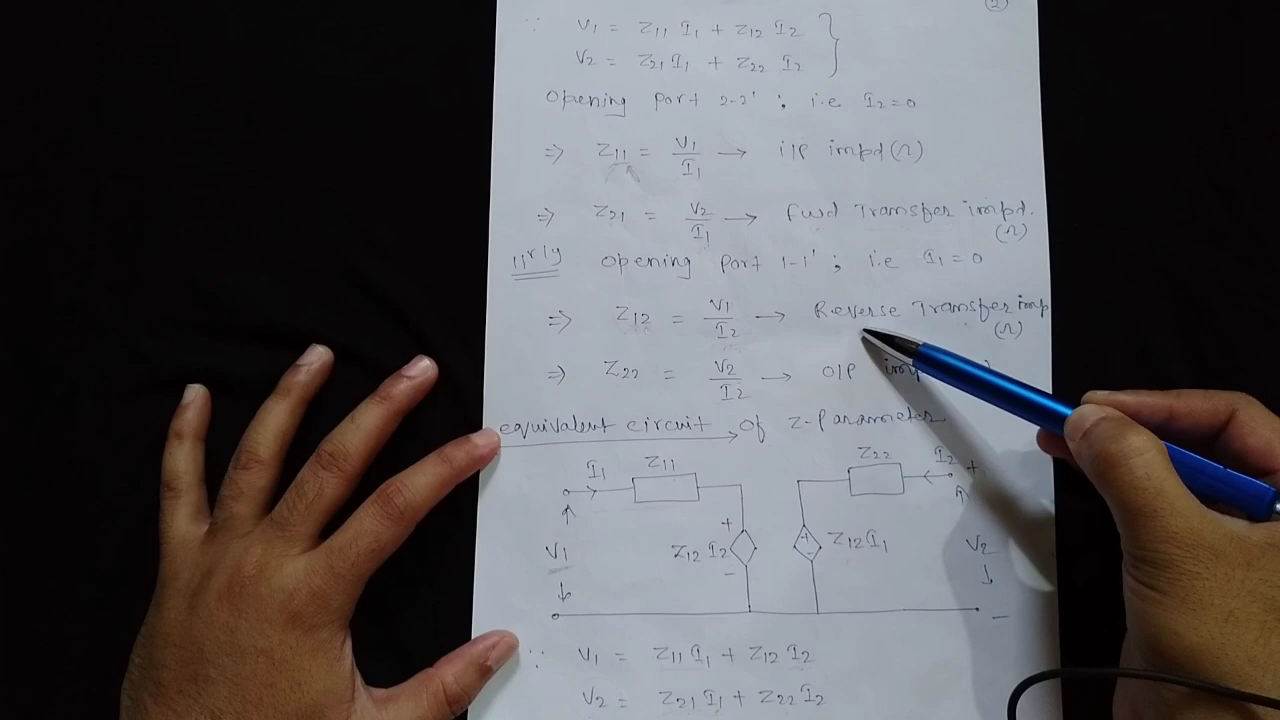 2
∵ V1 = Z11 I1 + Z12 I2
V2 = Z21 I1 + Z22 I2
Opening Port 2-2' ; i.e I2=0
⇒ Z11 = V1/I1 → i/P impd (Ω)
⇒ Z21 = V2/I1 → fwd Transfer impd. (Ω)
111rly opening port 1-1' ; i.e I1=0
⇒ Z12 = V1/I2 → Reverse Transfer imp (Ω)
⇒ Z22 = V2/I2 → O/P imp
equivalent circuit of Z-Parameter
I1 Z11 Z22 I2 +
V1 + Z12 I2 - + - Z12 I1 V2 -
∵ V1 = Z11 I1 + Z12 I2
V2 = Z21 I1 + Z22 I2